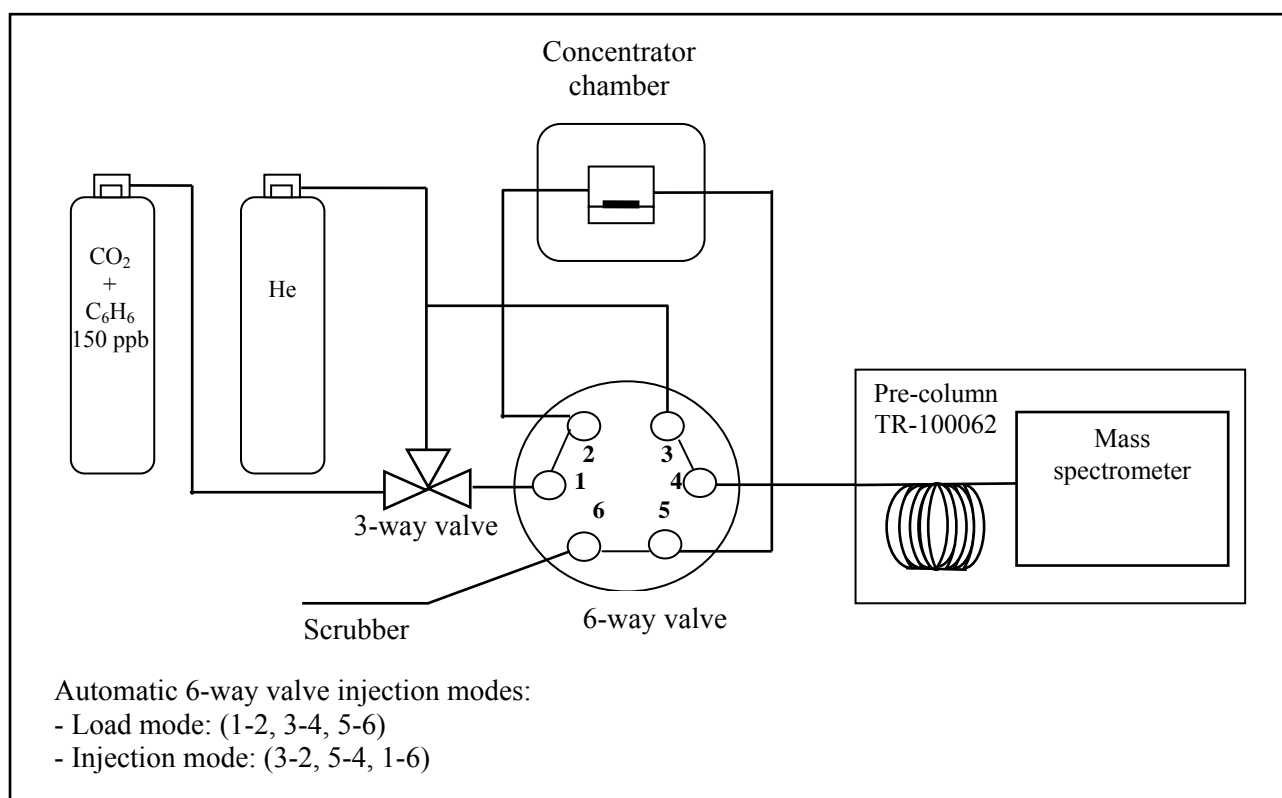 Concentrator
chamber
CO₂
+
C₆H₆
150 ppb
He
Pre-column
TR-100062
Mass
spectrometer
2
3
1
4
6
5
3-way valve
6-way valve
Scrubber
Automatic 6-way valve injection modes:
- Load mode: (1-2, 3-4, 5-6)
- Injection mode: (3-2, 5-4, 1-6)